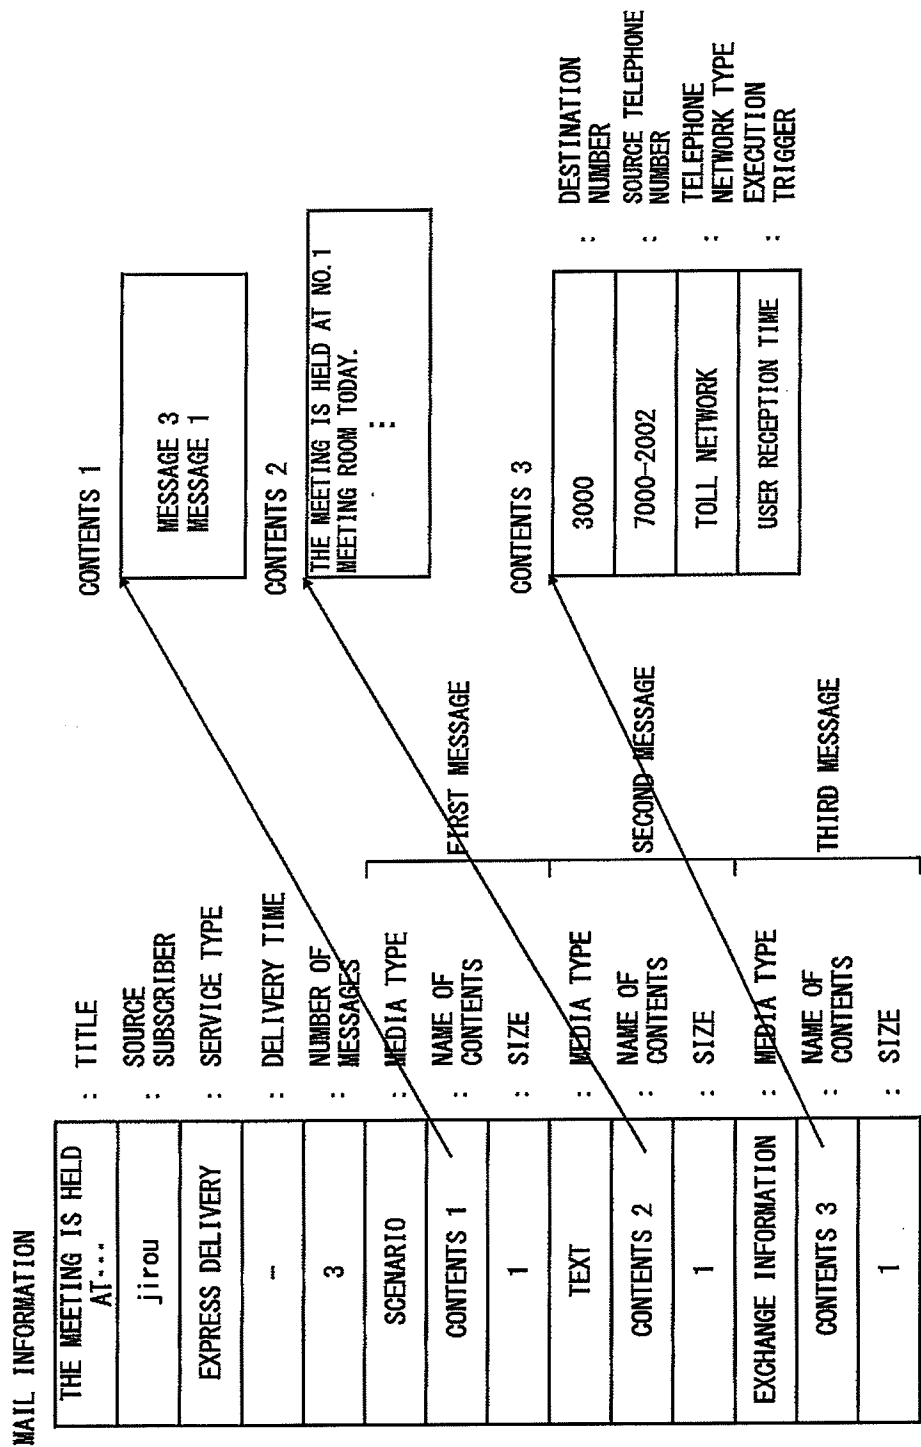 MAIL INFORMATION
THE MEETING IS HELD
AT...
: TITLE
jirou
: SOURCE
SUBSCRIBER
EXPRESS DELIVERY
: SERVICE TYPE
–
: DELIVERY TIME
3
: NUMBER OF
MESSAGES
SCENARIO
: MEDIA TYPE
CONTENTS 1
: NAME OF
CONTENTS
1
: SIZE
FIRST MESSAGE
TEXT
: MEDIA TYPE
CONTENTS 2
: NAME OF
CONTENTS
1
: SIZE
SECOND MESSAGE
EXCHANGE INFORMATION
: MEDIA TYPE
CONTENTS 3
: NAME OF
CONTENTS
1
: SIZE
THIRD MESSAGE
CONTENTS 1
MESSAGE 3
MESSAGE 1
CONTENTS 2
THE MEETING IS HELD AT NO.1
MEETING ROOM TODAY.
⋮
CONTENTS 3
3000
: DESTINATION
NUMBER
7000-2002
: SOURCE TELEPHONE
NUMBER
TOLL NETWORK
: TELEPHONE
NETWORK TYPE
USER RECEPTION TIME
: EXECUTION
TRIGGER